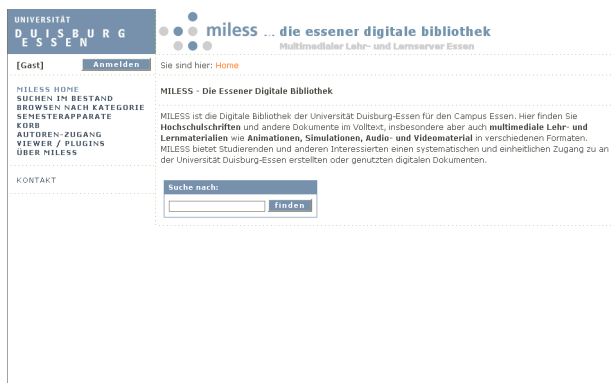 UNIVERSITÄT
DUISBURG
ESSEN
miless ... die essener digitale bibliothek
Multimedialer Lehr- und Lernserver Essen
[Gast] Anmelden
Sie sind hier: Home
MILESS HOME
SUCHEN IM BESTAND
BROWSEN NACH KATEGORIE
SEMESTERAPPARATE
KORB
AUTOREN-ZUGANG
VIEWER / PLUGINS
ÜBER MILESS
KONTAKT
MILESS - Die Essener Digitale Bibliothek
MILESS ist die Digitale Bibliothek der Universität Duisburg-Essen für den Campus Essen. Hier finden Sie
Hochschulschriften und andere Dokumente im Volltext, insbesondere aber auch multimediale Lehr- und
Lernmaterialien wie Animationen, Simulationen, Audio- und Videomaterial in verschiedenen Formaten.
MILESS bietet Studierenden und anderen Interessierten einen systematischen und einheitlichen Zugang zu an
der Universität Duisburg-Essen erstellten oder genutzten digitalen Dokumenten.
Suche nach:
finden